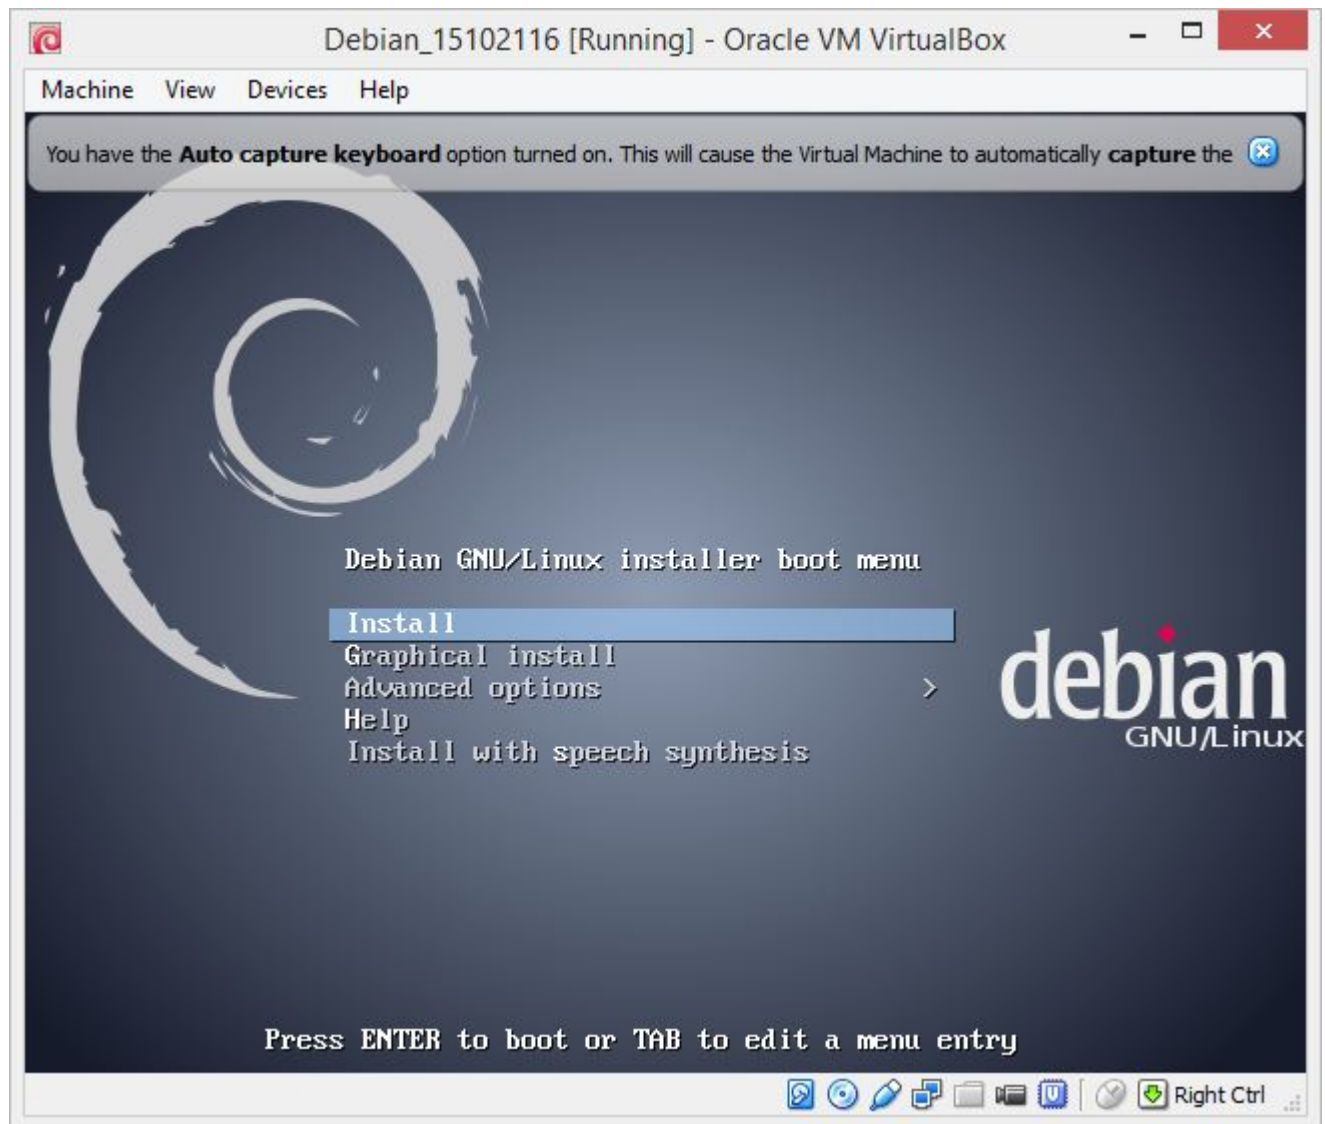 Debian_15102116 [Running] - Oracle VM VirtualBox
Machine View Devices Help
You have the Auto capture keyboard option turned on. This will cause the Virtual Machine to automatically capture the
Debian GNU/Linux installer boot menu
Install
Graphical install
Advanced options >
Help
Install with speech synthesis
debian
GNU/Linux
Press ENTER to boot or TAB to edit a menu entry
Right Ctrl